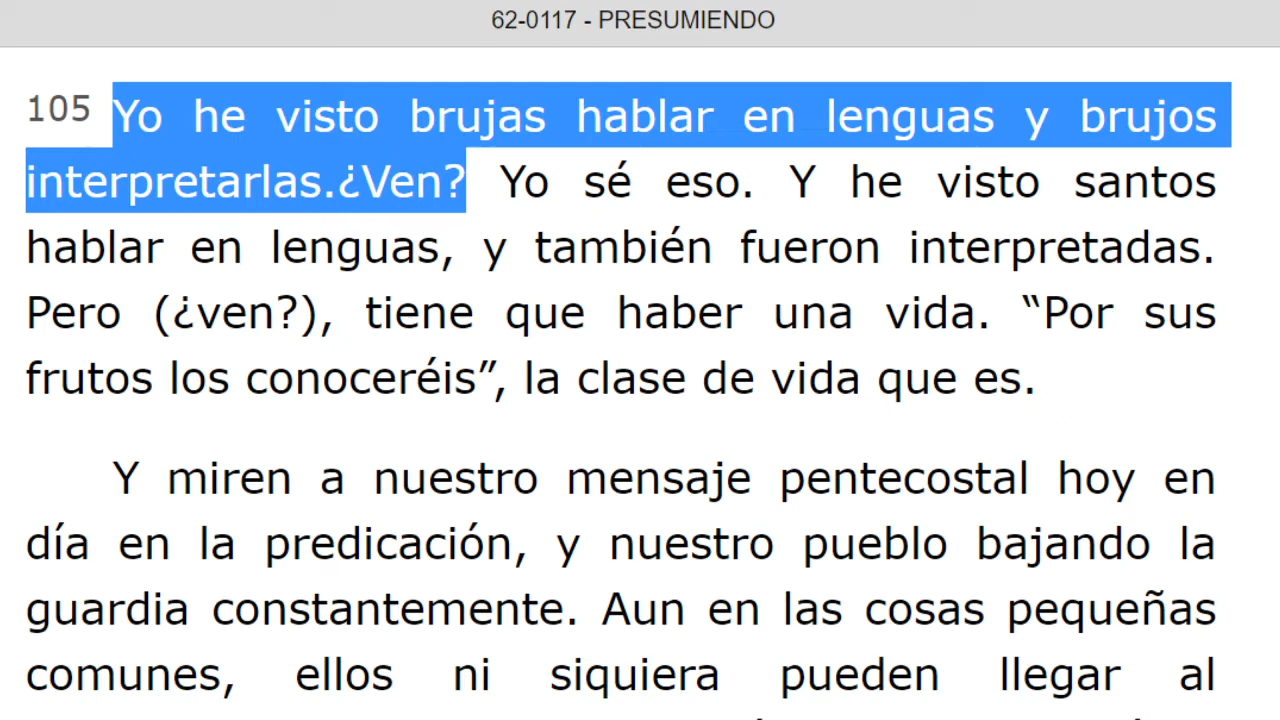 62-0117 - PRESUMIENDO
105 Yo he visto brujas hablar en lenguas y brujos
interpretarlas.¿Ven? Yo sé eso. Y he visto santos
hablar en lenguas, y también fueron interpretadas.
Pero (¿ven?), tiene que haber una vida. “Por sus
frutos los conoceréis”, la clase de vida que es.
Y miren a nuestro mensaje pentecostal hoy en
día en la predicación, y nuestro pueblo bajando la
guardia constantemente. Aun en las cosas pequeñas
comunes, ellos ni siquiera pueden llegar al